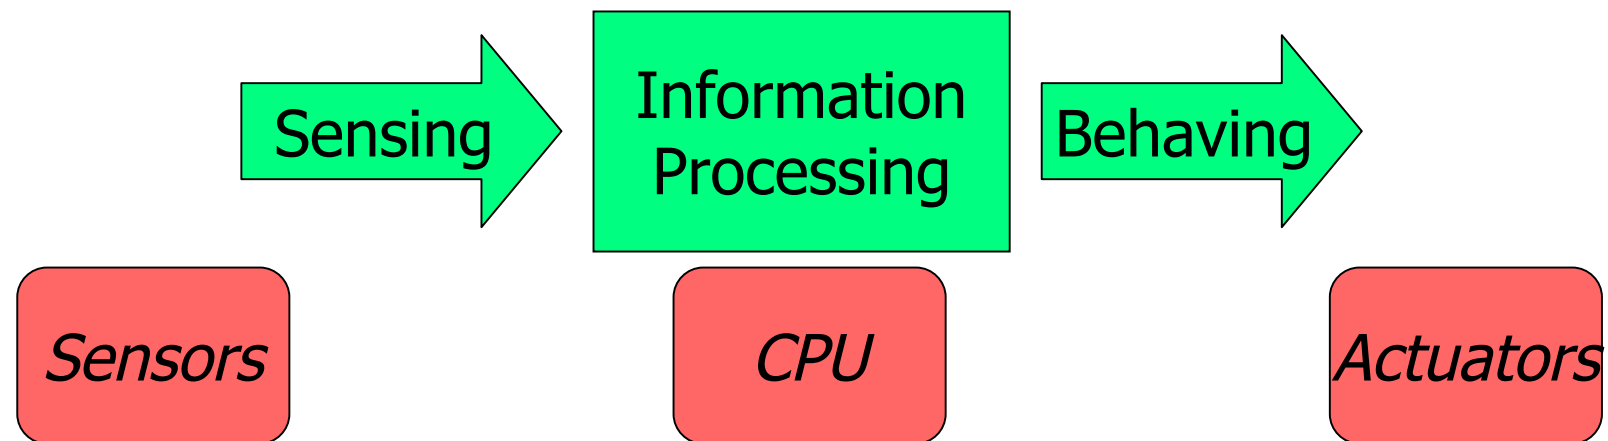 Sensing
Information
Processing
Behaving
Sensors
CPU
Actuators